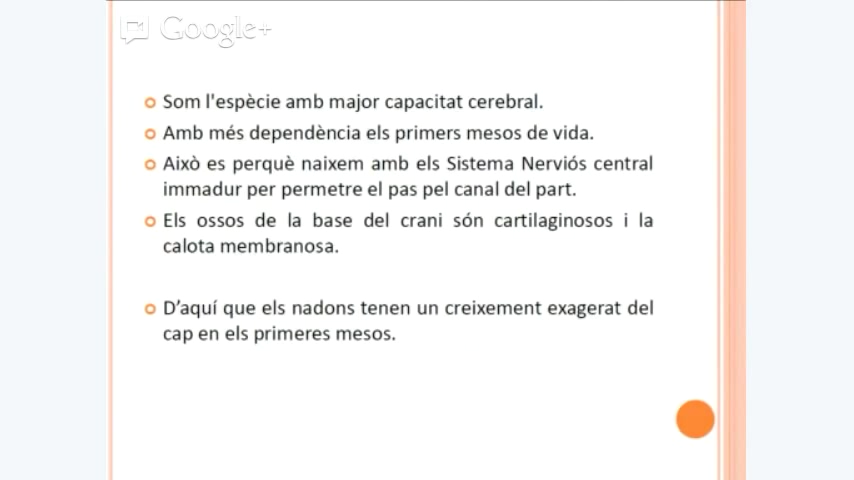 Google+
Som l'espècie amb major capacitat cerebral.
Amb més dependència els primers mesos de vida.
Això es perquè naixem amb els Sistema Nerviós central
immadur per permetre el pas pel canal del part.
Els ossos de la base del crani són cartilaginosos i la
calota membranosa.
D’aquí que els nadons tenen un creixement exagerat del
cap en els primeres mesos.